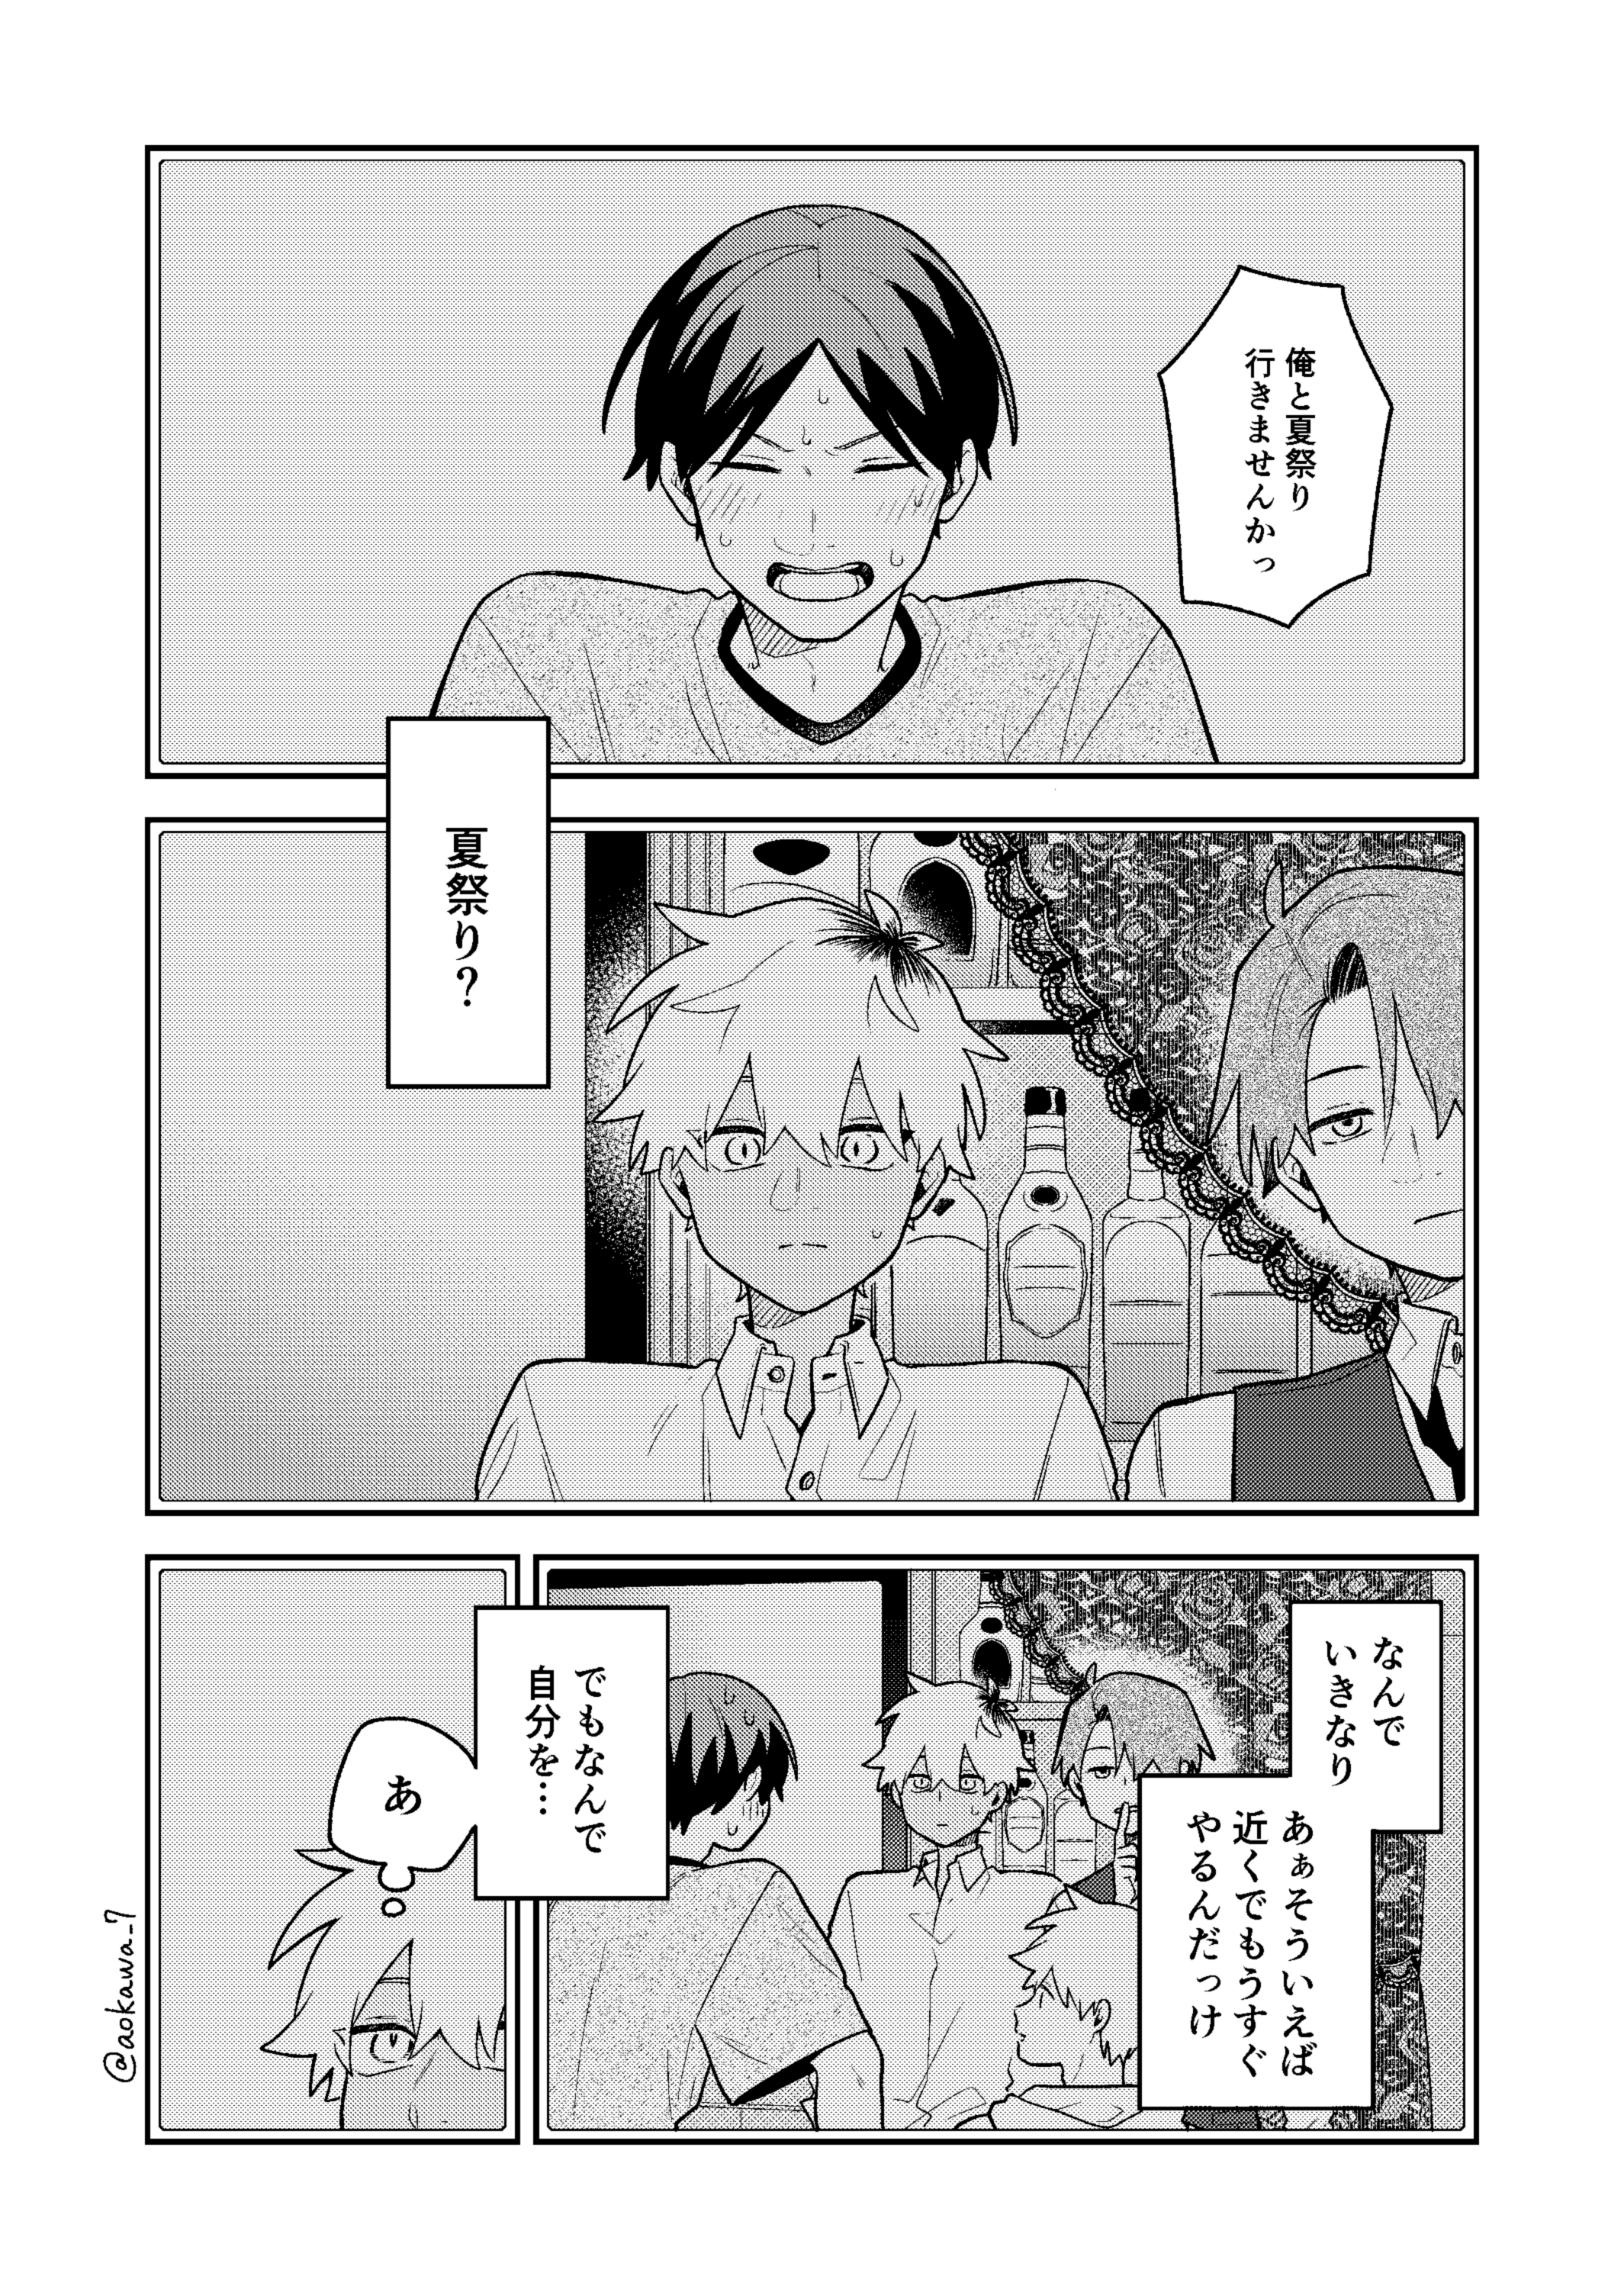 俺と夏祭り
行きませんかっ
夏祭り？
なんで
いきなり
あぁそういえば
近くでもうすぐ
やるんだっけ
でもなんで
自分を…
あ
@aokawa_7